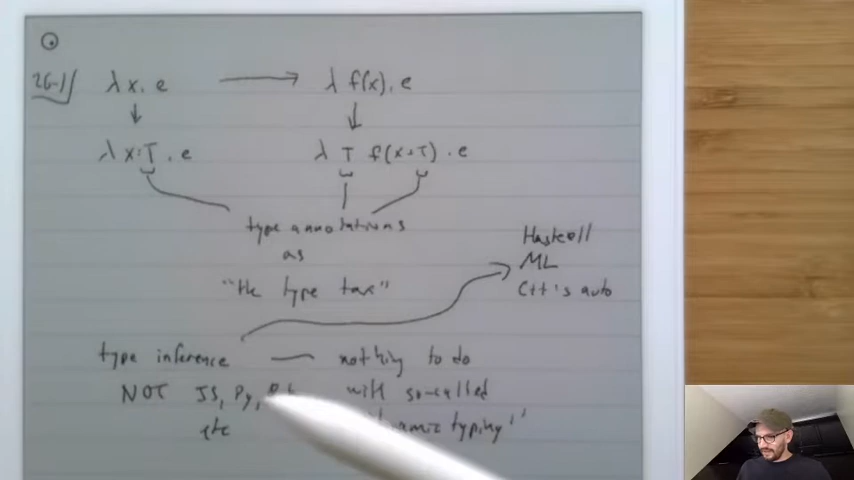 26-1/ λ x. e → λ f(x). e
λ x:T . e λ T f(x:T) . e
type annotations
as
"the type tax"
Haskell
ML
C++'s auto
type inference — nothing to do
NOT JS, Py, with so-called
etc typing"